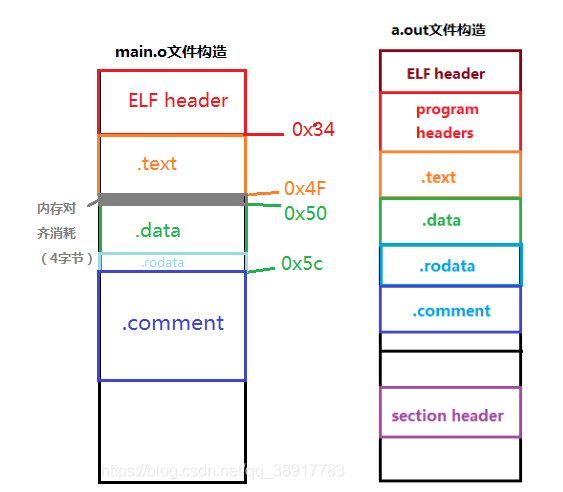 main.o文件构造
ELF header
0x34
.text
0x4F
0x50
内存对
齐消耗
（4字节）
.data
.rodata
0x5c
.comment
a.out文件构造
ELF header
program
headers
.text
.data
.rodata
.comment
section header
https://blog.csdn.net/qq_38917783